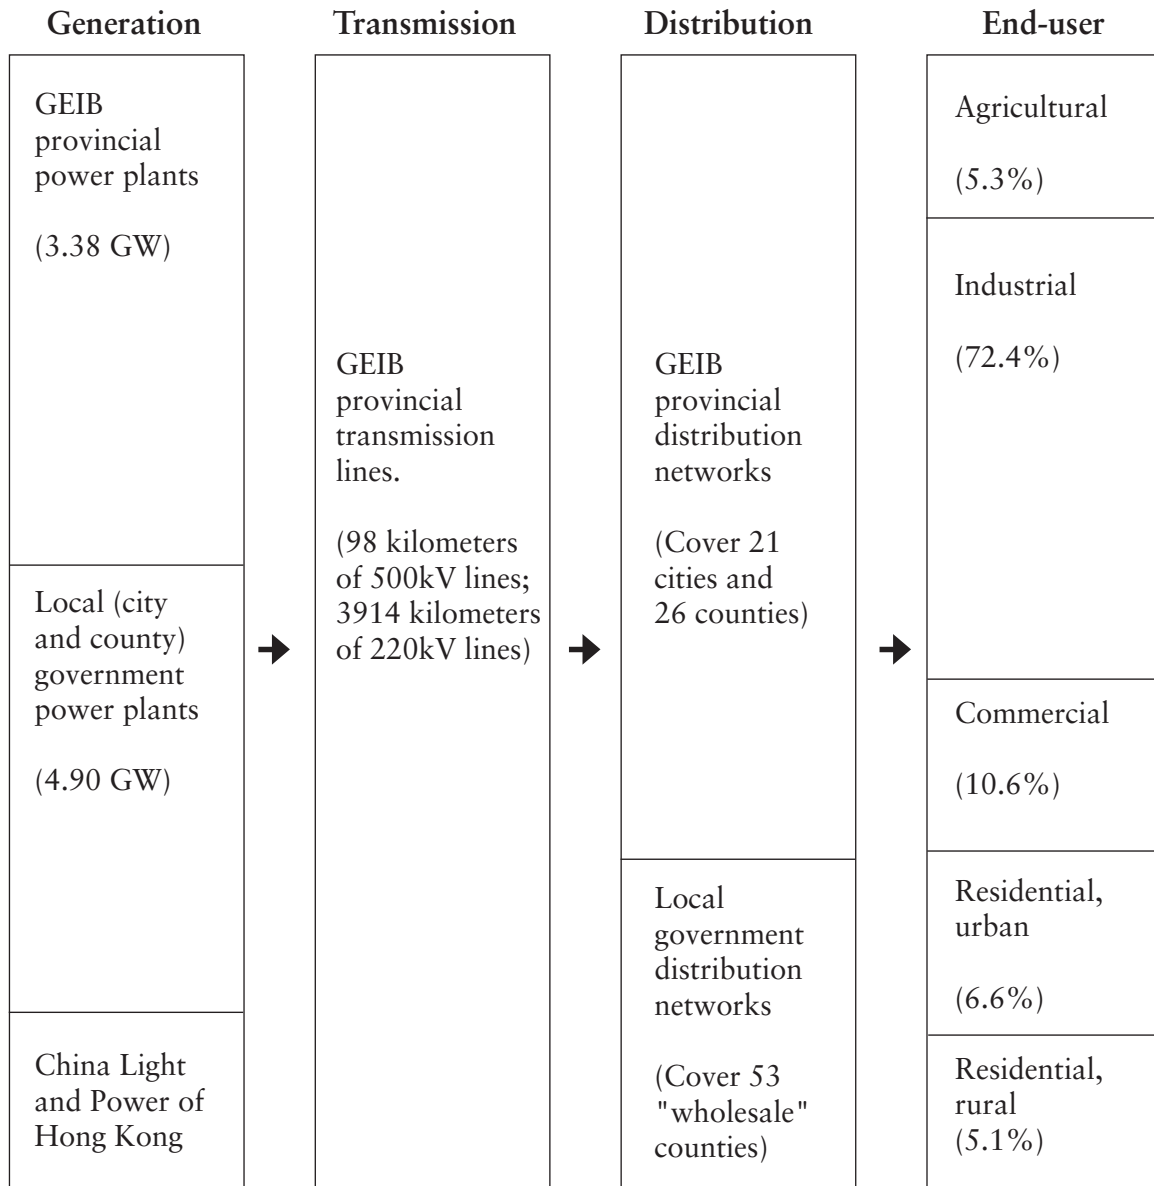 Generation
GEIB
provincial
power plants
(3.38 GW)
Local (city
and county)
government
power plants
(4.90 GW)
China Light
and Power of
Hong Kong
Transmission
GEIB
provincial
transmission
lines.
(98 kilometers
of 500kV lines;
3914 kilometers
of 220kV lines)
Distribution
GEIB
provincial
distribution
networks
(Cover 21
cities and
26 counties)
Local
government
distribution
networks
(Cover 53
"wholesale"
counties)
End-user
Agricultural
(5.3%)
Industrial
(72.4%)
Commercial
(10.6%)
Residential,
urban
(6.6%)
Residential,
rural
(5.1%)